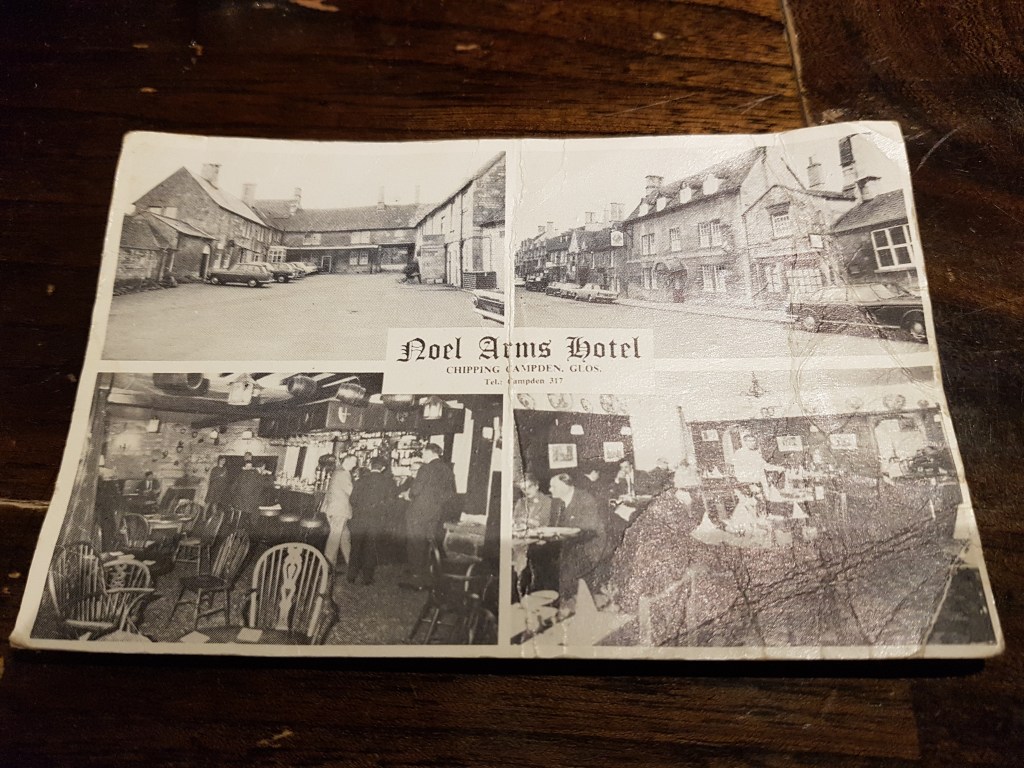 Noel Arms Hotel
CHIPPING CAMPDEN, GLOS.
Tel.: Campden 317